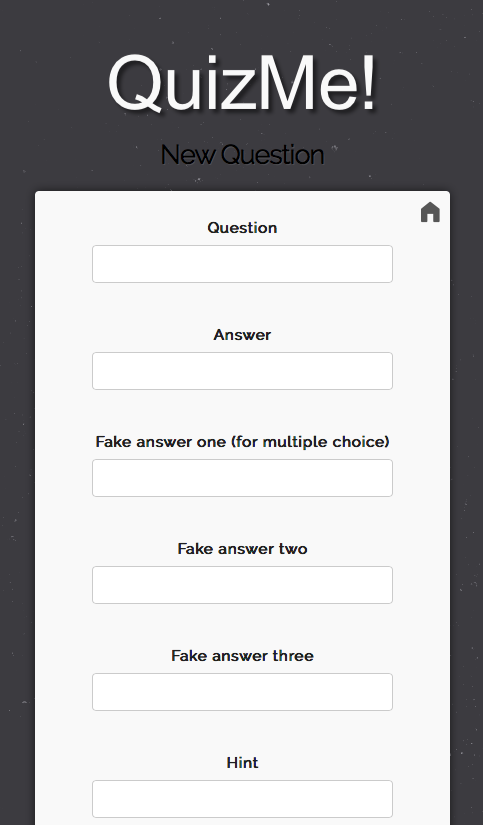 QuizMe!
New Question
Question
Answer
Fake answer one (for multiple choice)
Fake answer two
Fake answer three
Hint